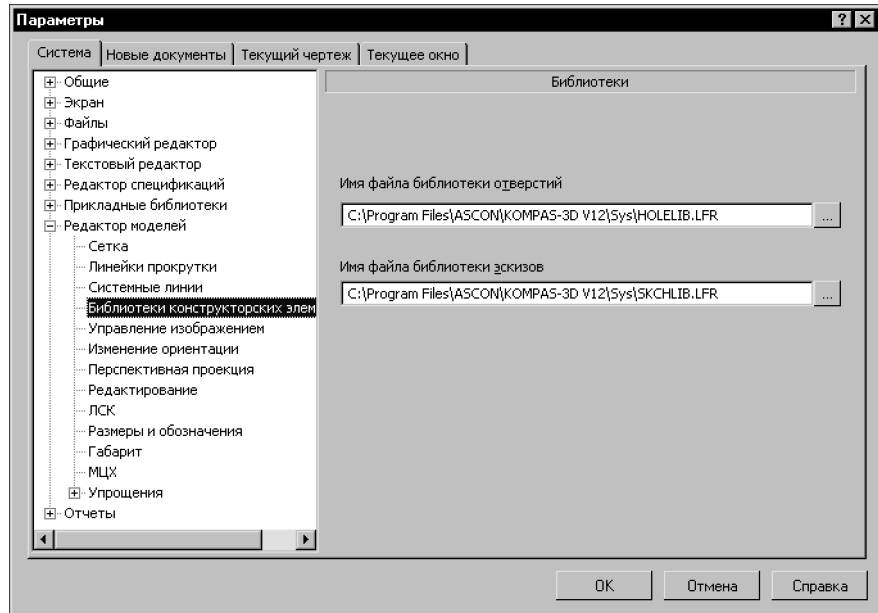 Параметры
Система
Новые документы
Текущий чертеж
Текущее окно
Общие
Экран
Файлы
Графический редактор
Текстовый редактор
Редактор спецификаций
Прикладные библиотеки
Редактор моделей
Сетка
Линейки прокрутки
Системные линии
Библиотеки конструкторских элем
Управление изображением
Изменение ориентации
Перспективная проекция
Редактирование
ЛСК
Размеры и обозначения
Габарит
МЦХ
Упрощения
Отчеты
Библиотеки
Имя файла библиотеки отверстий
C:\Program Files\ASCON\KOMPAS-3D V12\Sys\HOLELIB.LFR
...
Имя файла библиотеки эскизов
C:\Program Files\ASCON\KOMPAS-3D V12\Sys\SKCHLIB.LFR
...
OK
Отмена
Справка